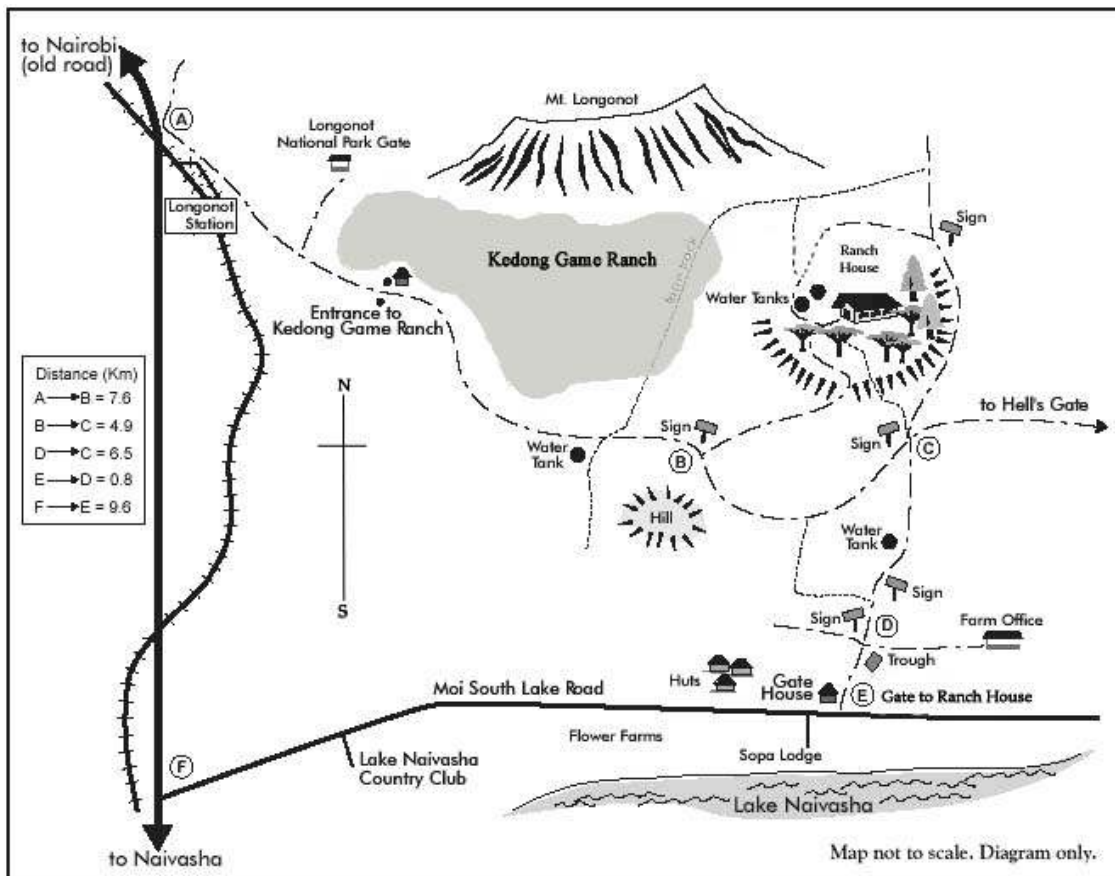 to Nairobi
(old road)
A
Mt. Longonot
Longonot
National Park Gate
Longonot
Station
Sign
Ranch
House
Kedong Game Ranch
Water Tanks
Entrance to
Kedong Game Ranch
Distance (Km)
A B = 7.6
B C = 4.9
D C = 6.5
E D = 0.8
F E = 9.6
N
S
to Hell's Gate
Sign
Sign
Water
Tank
B
C
Hill
Water
Tank
Sign
Sign
D
Farm Office
Trough
Huts
Gate
House
E
Gate to Ranch House
Moi South Lake Road
Flower Farms
Sopa Lodge
F
Lake Naivasha
Country Club
Lake Naivasha
to Naivasha
Map not to scale. Diagram only.